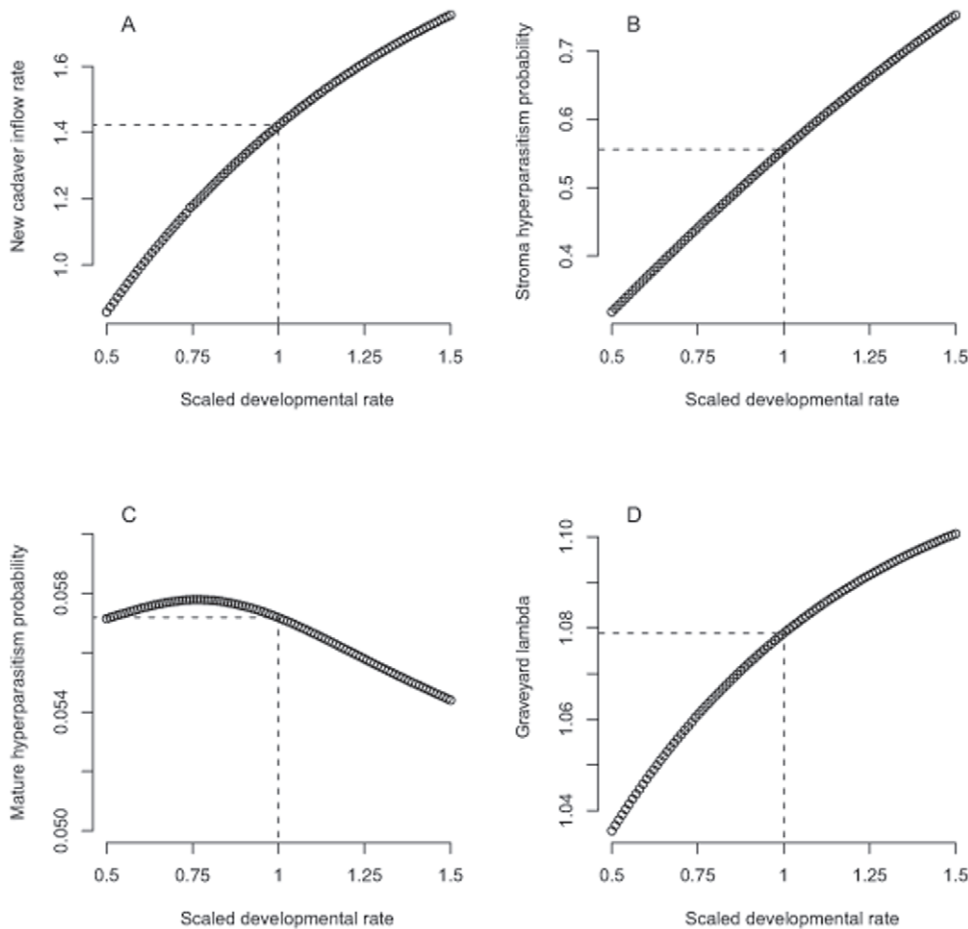 A
New cadaver inflow rate
1.6
1.4
1.2
1.0
0.5 0.75 1 1.25 1.5
Scaled developmental rate
B
Stroma hyperparasitism probability
0.7
0.6
0.5
0.4
0.5 0.75 1 1.25 1.5
Scaled developmental rate
C
Mature hyperparasitism probability
0.058
0.054
0.050
0.5 0.75 1 1.25 1.5
Scaled developmental rate
D
Graveyard lambda
1.10
1.08
1.06
1.04
0.5 0.75 1 1.25 1.5
Scaled developmental rate